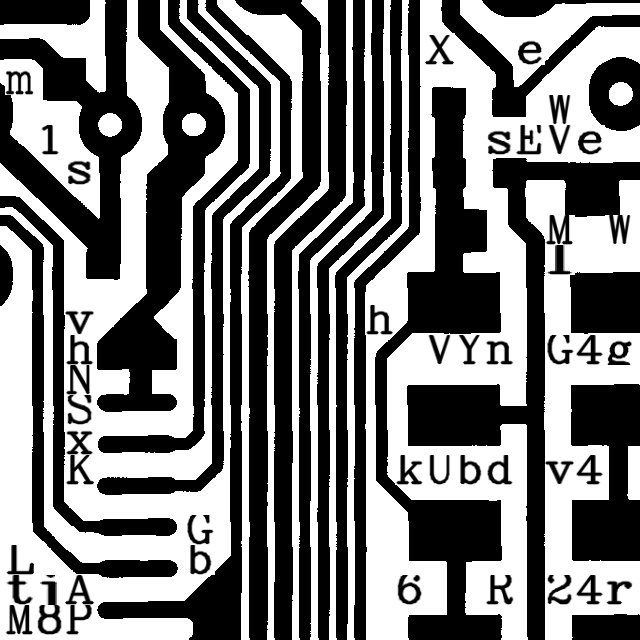 X e
m
W
1 sEVe
s
M W
v h
h VYn G4g
N
S
x
K kUbd v4
G
L b
tiA 6 R 24r
M8P